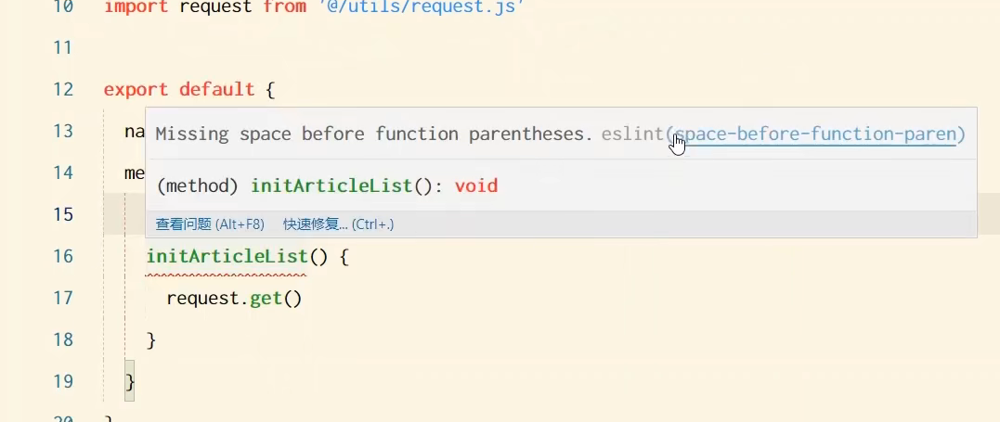 10 import request from '@/utils/request.js'
11
12 export default {
13 na
Missing space before function parentheses. eslint(space-before-function-paren)
14 me
(method) initArticleList(): void
15
查看问题 (Alt+F8) 快速修复... (Ctrl+.)
16 initArticleList() {
17 request.get()
18 }
19 }
20 }